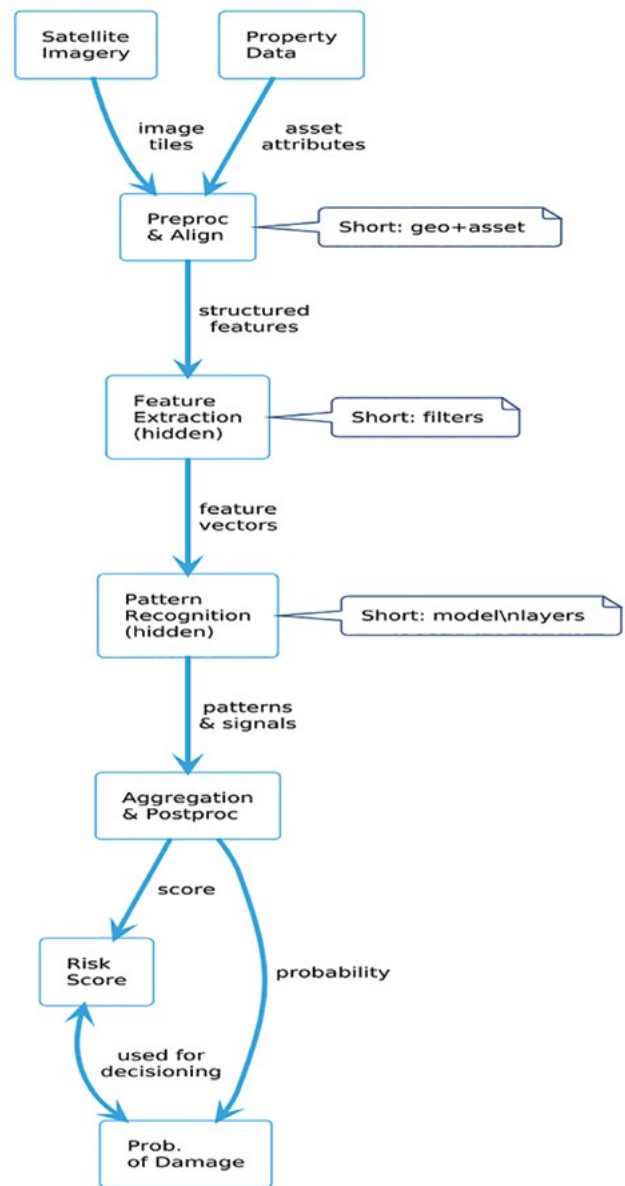 Satellite
Imagery
Property
Data
image
tiles
asset
attributes
Preproc
& Align
Short: geo+asset
structured
features
Feature
Extraction
(hidden)
Short: filters
feature
vectors
Pattern
Recognition
(hidden)
Short: model\nlayers
patterns
& signals
Aggregation
& Postproc
score
Risk
Score
probability
used for
decisioning
Prob.
of Damage